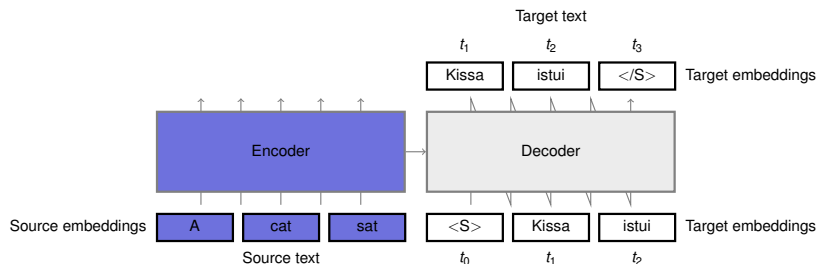 Target text
t1 t2 t3
Kissa istui </S> Target embeddings
Encoder Decoder
Source embeddings A cat sat <S> Kissa istui Target embeddings
Source text t0 t1 t2